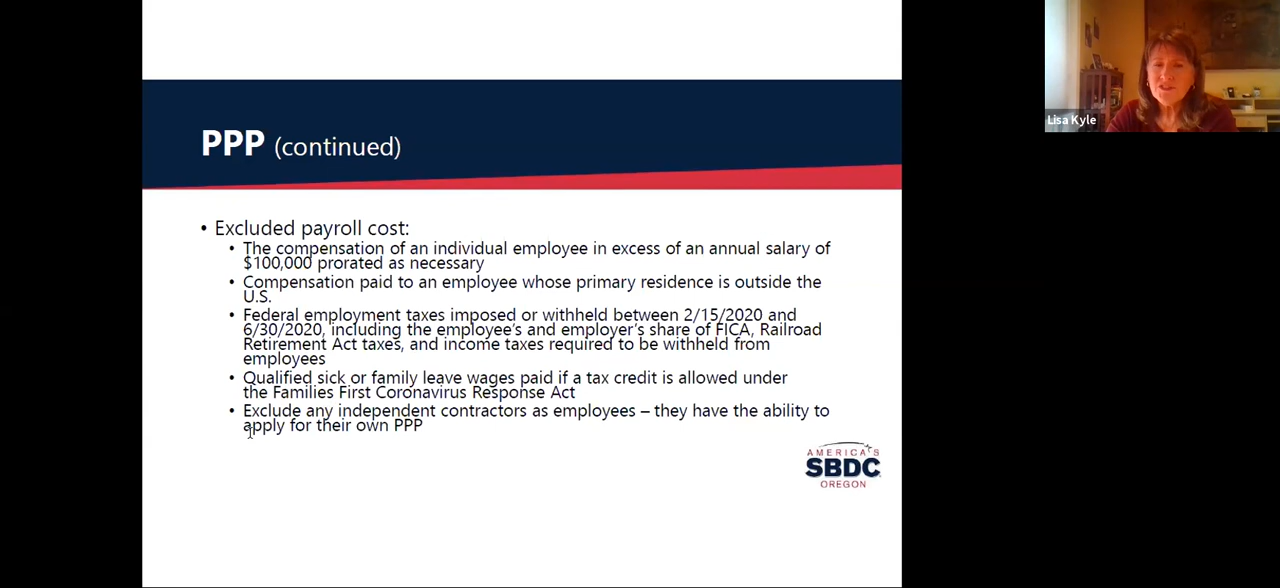 PPP (continued)
• Excluded payroll cost:
• The compensation of an individual employee in excess of an annual salary of
$100,000 prorated as necessary
• Compensation paid to an employee whose primary residence is outside the
U.S.
• Federal employment taxes imposed or withheld between 2/15/2020 and
6/30/2020, including the employee's and employer's share of FICA, Railroad
Retirement Act taxes, and income taxes required to be withheld from
employees
• Qualified sick or family leave wages paid if a tax credit is allowed under
the Families First Coronavirus Response Act
• Exclude any independent contractors as employees – they have the ability to
apply for their own PPP
AMERICA'S
SBDC
OREGON
Lisa Kyle